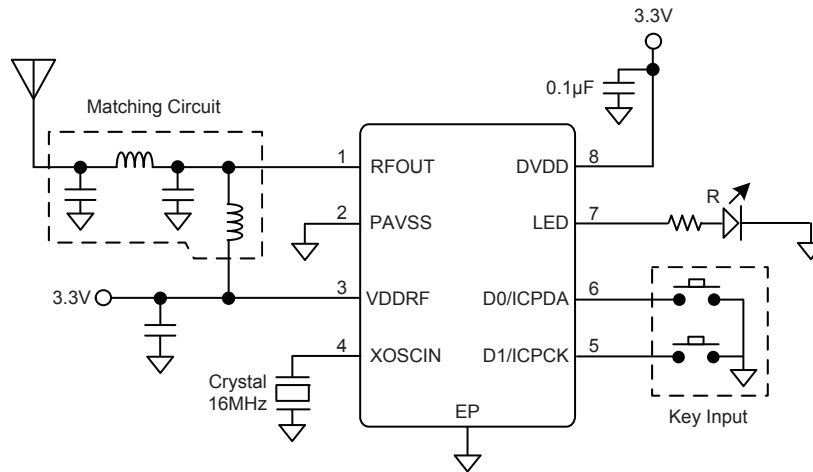 3.3V
0.1µF
Matching Circuit
1 RFOUT
DVDD 8
2 PAVSS
LED 7
R
3.3V
3 VDDRF
D0/ICPDA 6
4 XOSCIN
D1/ICPCK 5
Crystal
16MHz
EP
Key Input